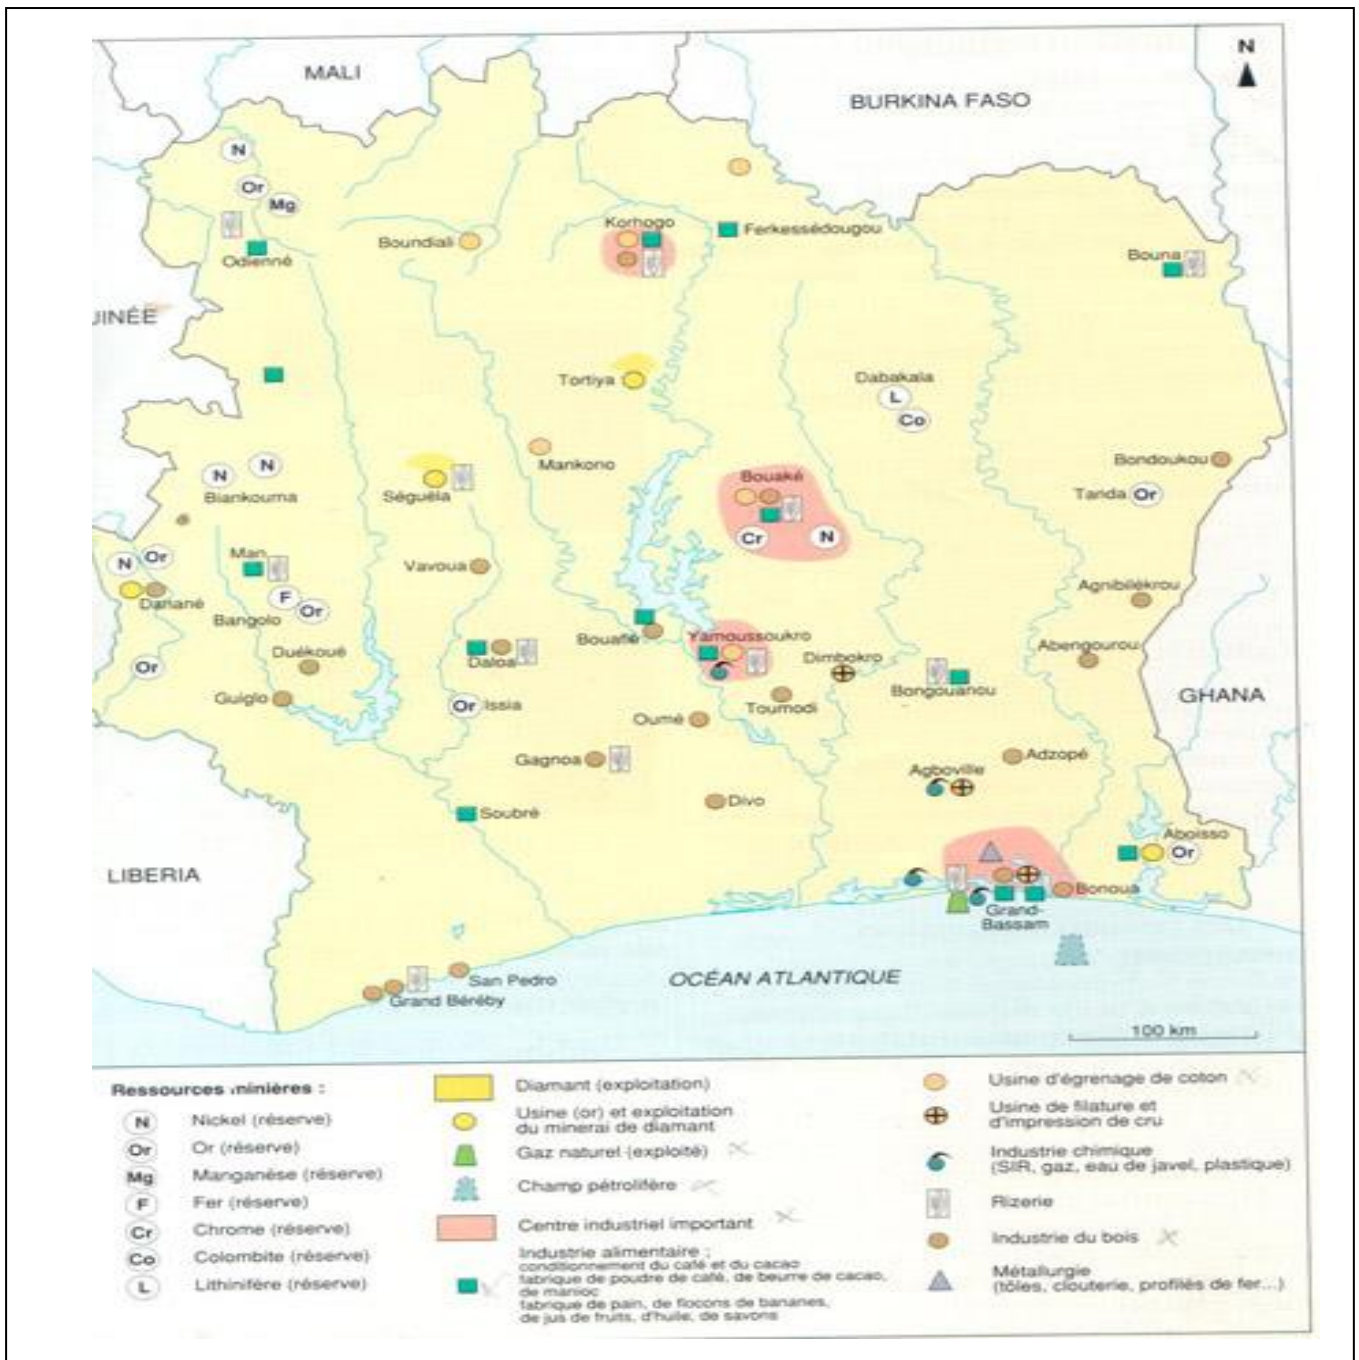 N
MALI
BURKINA FASO
N
Or
Mg
Odienné
Boundiali
Korhogo
Ferkessédougou
Bouna
UINÉE
Tortiya
Dabakala
L
Co
Mankono
N
N
Biankouma
Séguéla
Bouaké
Cr
N
Bondoukou
Tanda Or
N
Or
Danané
Man
F
Or
Bangolo
Vavoua
Agnibilékrou
Or
Duékoué
Guiglo
Daloa
Bouaflé
Yamoussoukro
Dimbokro
Abengourou
Bongouanou
GHANA
Or Issia
Oumé
Toumodi
Gagnoa
Adzopé
Agboville
Soubré
Divo
Aboisso
Or
LIBERIA
Bonoua
Grand-
Bassam
San Pedro
Grand Béréby
OCÉAN ATLANTIQUE
100 km
Ressources minières :
N Nickel (réserve)
Or Or (réserve)
Mg Manganèse (réserve)
F Fer (réserve)
Cr Chrome (réserve)
Co Colombite (réserve)
L Lithinifère (réserve)
Diamant (exploitation)
Usine (or) et exploitation
du minerai de diamant
Gaz naturel (exploité)
Champ pétrolifère
Centre industriel important
Industrie alimentaire :
conditionnement du café et du cacao
fabrique de poudre de café, de beurre de cacao,
de manioc
fabrique de pain, de flocons de bananes,
de jus de fruits, d'huile, de savons
Usine d'égrenage de coton
Usine de filature et
d'impression de cru
Industrie chimique
(SIR, gaz, eau de javel, plastique)
Rizerie
Industrie du bois
Métallurgie
(tôles, clouterie, profilés de fer...)